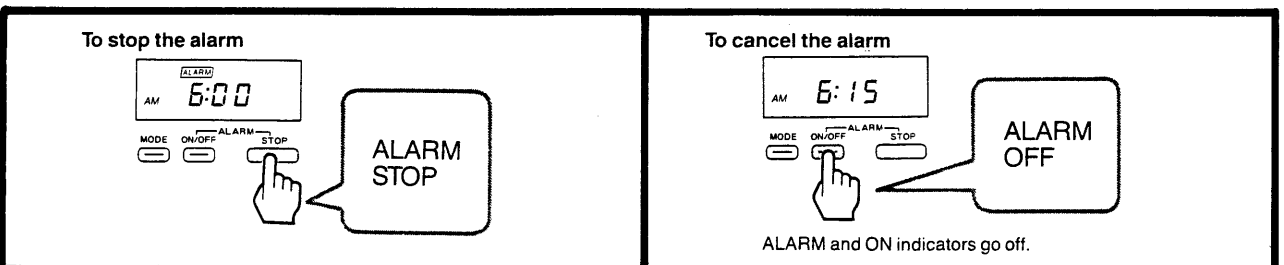 To stop the alarm
ALARM
AM 6:00
ALARM
MODE ON/OFF STOP
ALARM
STOP
To cancel the alarm
AM 6:15
ALARM
MODE ON/OFF STOP
ALARM
OFF
ALARM and ON indicators go off.